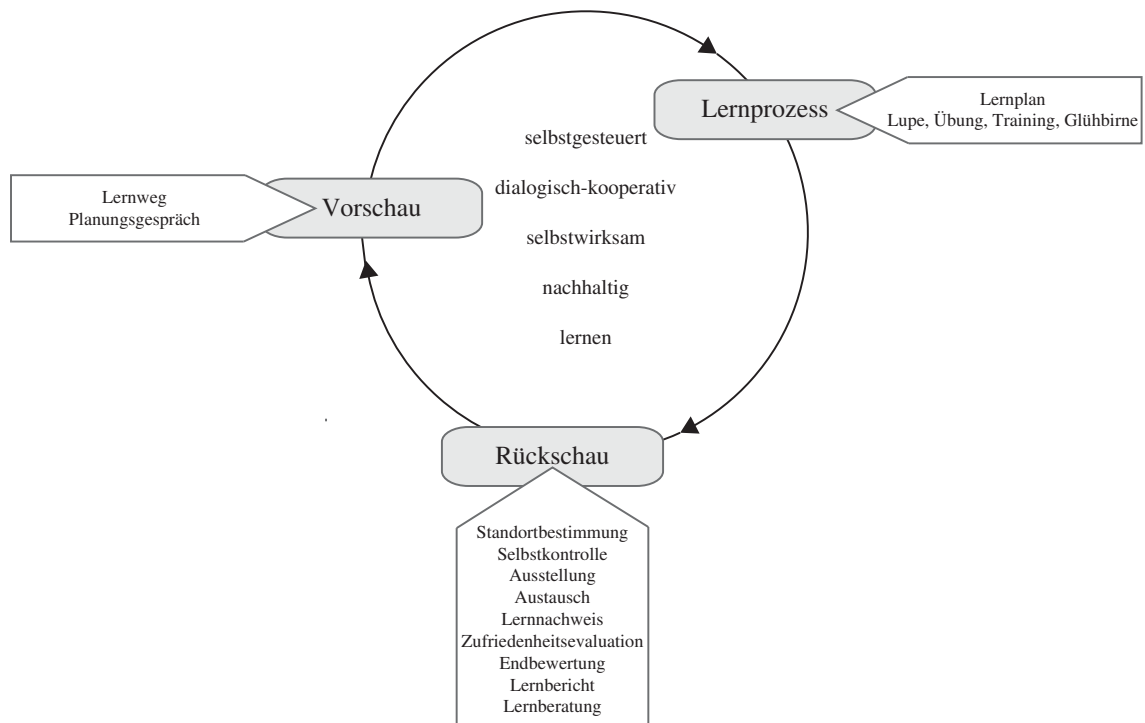 Lernprozess
Lernplan
Lupe, Übung, Training, Glühbirne
selbstgesteuert
dialogisch-kooperativ
selbstwirksam
nachhaltig
lernen
Lernweg
Planungsgespräch
Vorschau
Rückschau
Standortbestimmung
Selbstkontrolle
Ausstellung
Austausch
Lernnachweis
Zufriedenheitsevaluation
Endbewertung
Lernbericht
Lernberatung